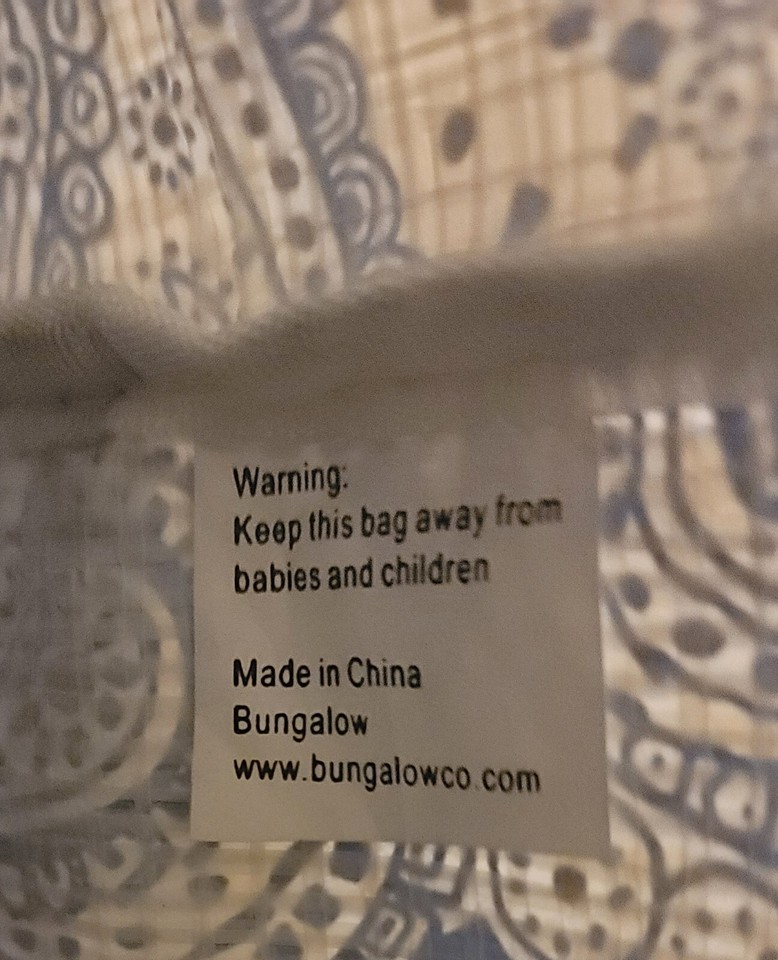 Warning:
Keep this bag away from
babies and children
Made in China
Bungalow
www.bungalowco.com